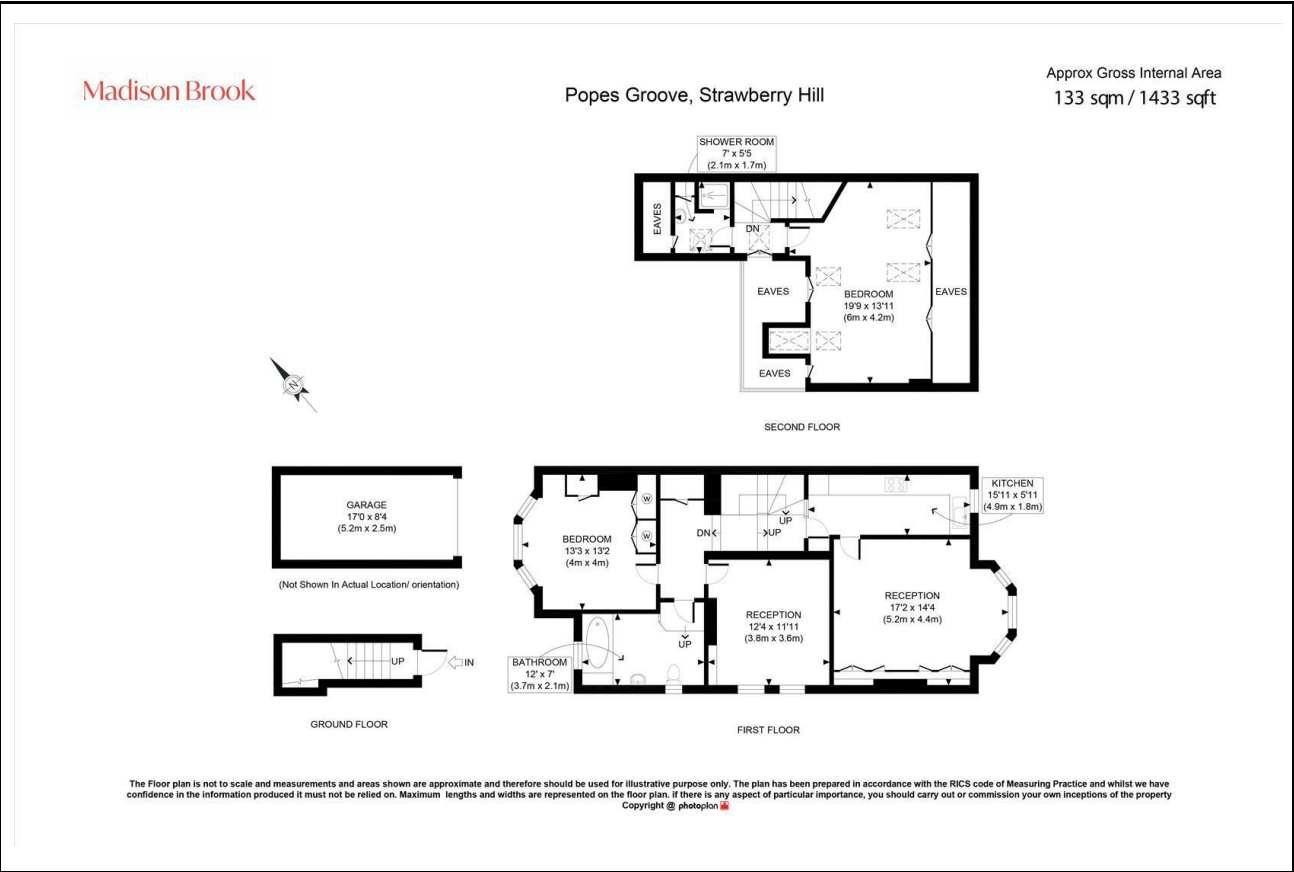 Madison Brook
Popes Groove, Strawberry Hill
Approx Gross Internal Area
133 sqm / 1433 sqft
SHOWER ROOM
7' x 5'5
(2.1m x 1.7m)
EAVES
DN
EAVES
BEDROOM
19'9 x 13'11
(6m x 4.2m)
EAVES
EAVES
SECOND FLOOR
N
GARAGE
17'0 x 8'4
(5.2m x 2.5m)
(Not Shown In Actual Location/ orientation)
UP
IN
GROUND FLOOR
BEDROOM
13'3 x 13'2
(4m x 4m)
W
W
DN
UP
UP
KITCHEN
15'11 x 5'11
(4.9m x 1.8m)
RECEPTION
17'2 x 14'4
(5.2m x 4.4m)
RECEPTION
12'4 x 11'11
(3.8m x 3.6m)
UP
BATHROOM
12' x 7'
(3.7m x 2.1m)
FIRST FLOOR
The Floor plan is not to scale and measurements and areas shown are approximate and therefore should be used for illustrative purpose only. The plan has been prepared in accordance with the RICS code of Measuring Practice and whilst we have
confidence in the information produced it must not be relied on. Maximum lengths and widths are represented on the floor plan. if there is any aspect of particular importance, you should carry out or commission your own inceptions of the property
Copyright @ photoplan